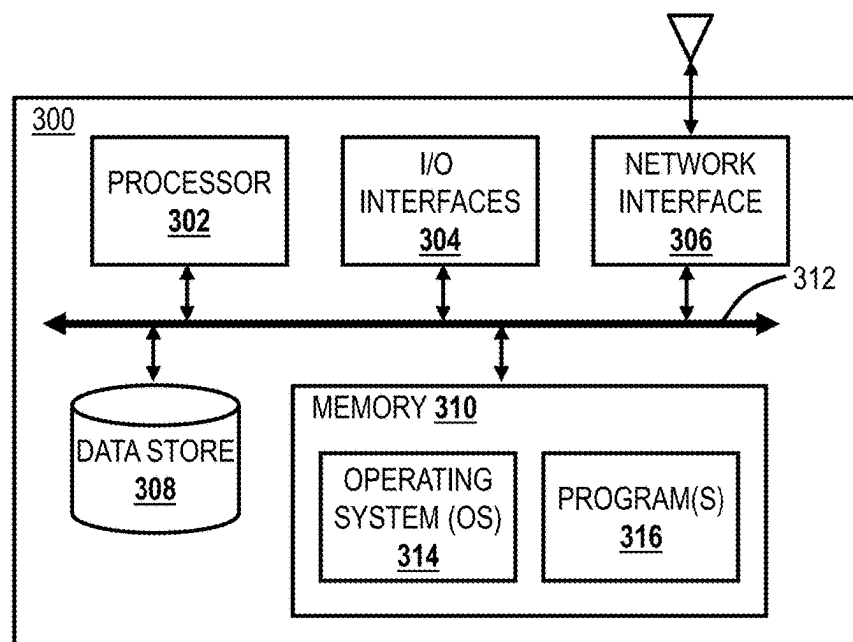 300
PROCESSOR
302
I/O
INTERFACES
304
NETWORK
INTERFACE
306
312
DATA STORE
308
MEMORY 310
OPERATING
SYSTEM (OS)
314
PROGRAM(S)
316